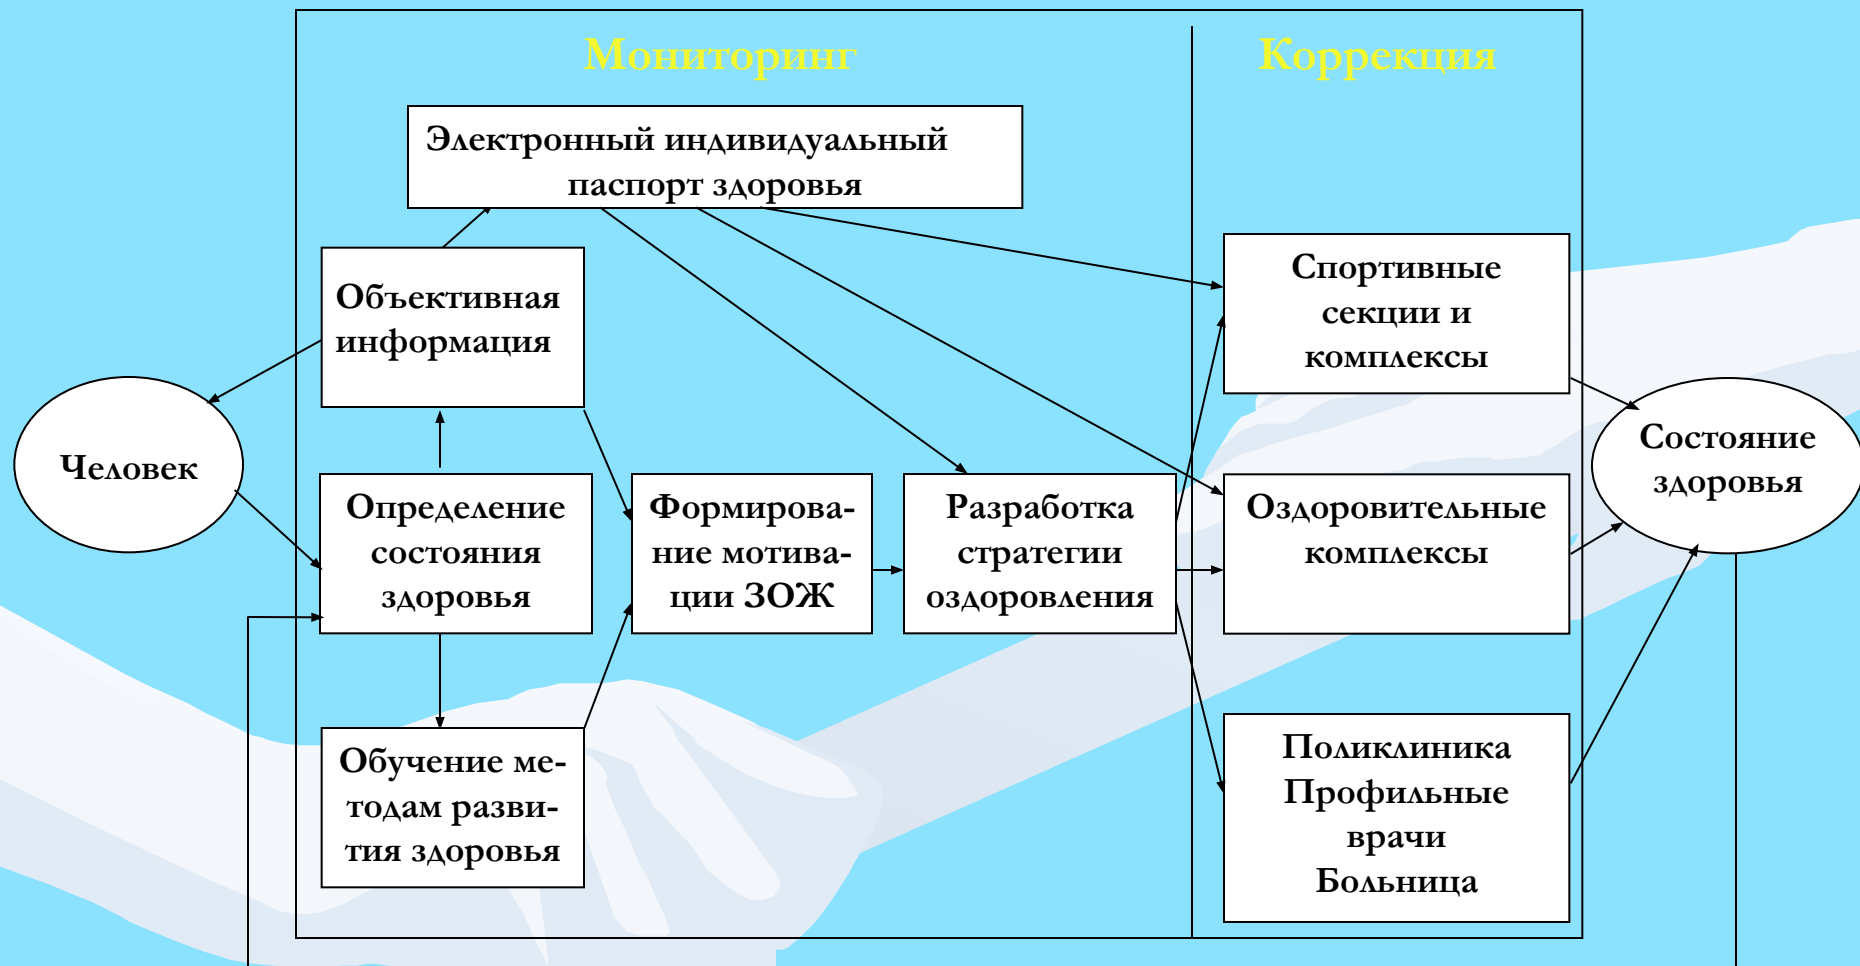 Мониторинг
Коррекция
Электронный индивидуальный
паспорт здоровья
Объективная
информация
Спортивные
секции и
комплексы
Человек
Состояние
здоровья
Определение
состояния
здоровья
Формирова-
ние мотива-
ции ЗОЖ
Разработка
стратегии
оздоровления
Оздоровительные
комплексы
Обучение ме-
тодам разви-
тия здоровья
Поликлиника
Профильные
врачи
Больница